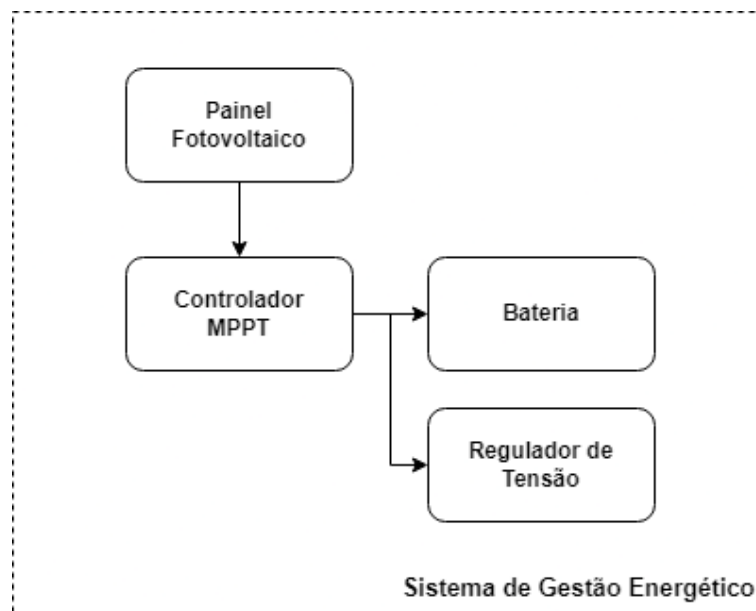 Painel
Fotovoltaico
Controlador
MPPT
Bateria
Regulador de
Tensão
Sistema de Gestão Energético